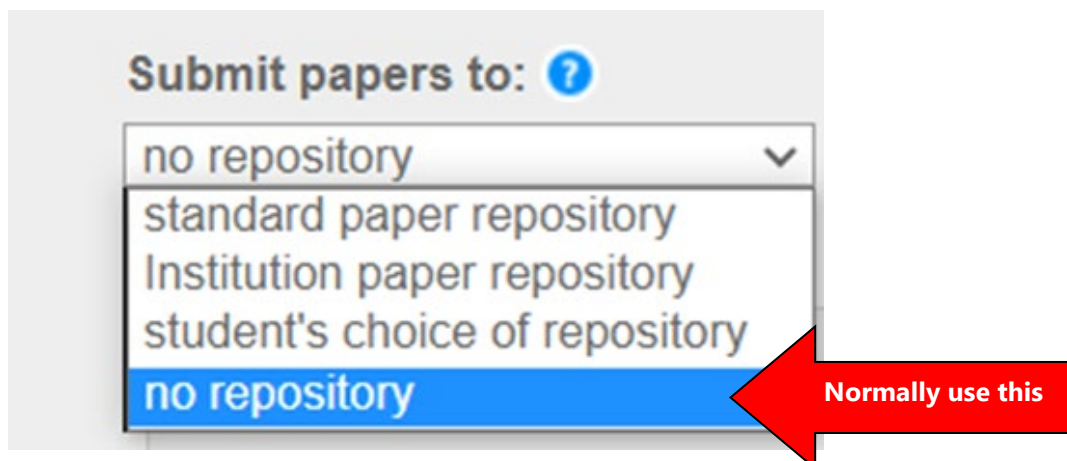 Submit papers to: ?
no repository
standard paper repository
Institution paper repository
student's choice of repository
no repository
Normally use this